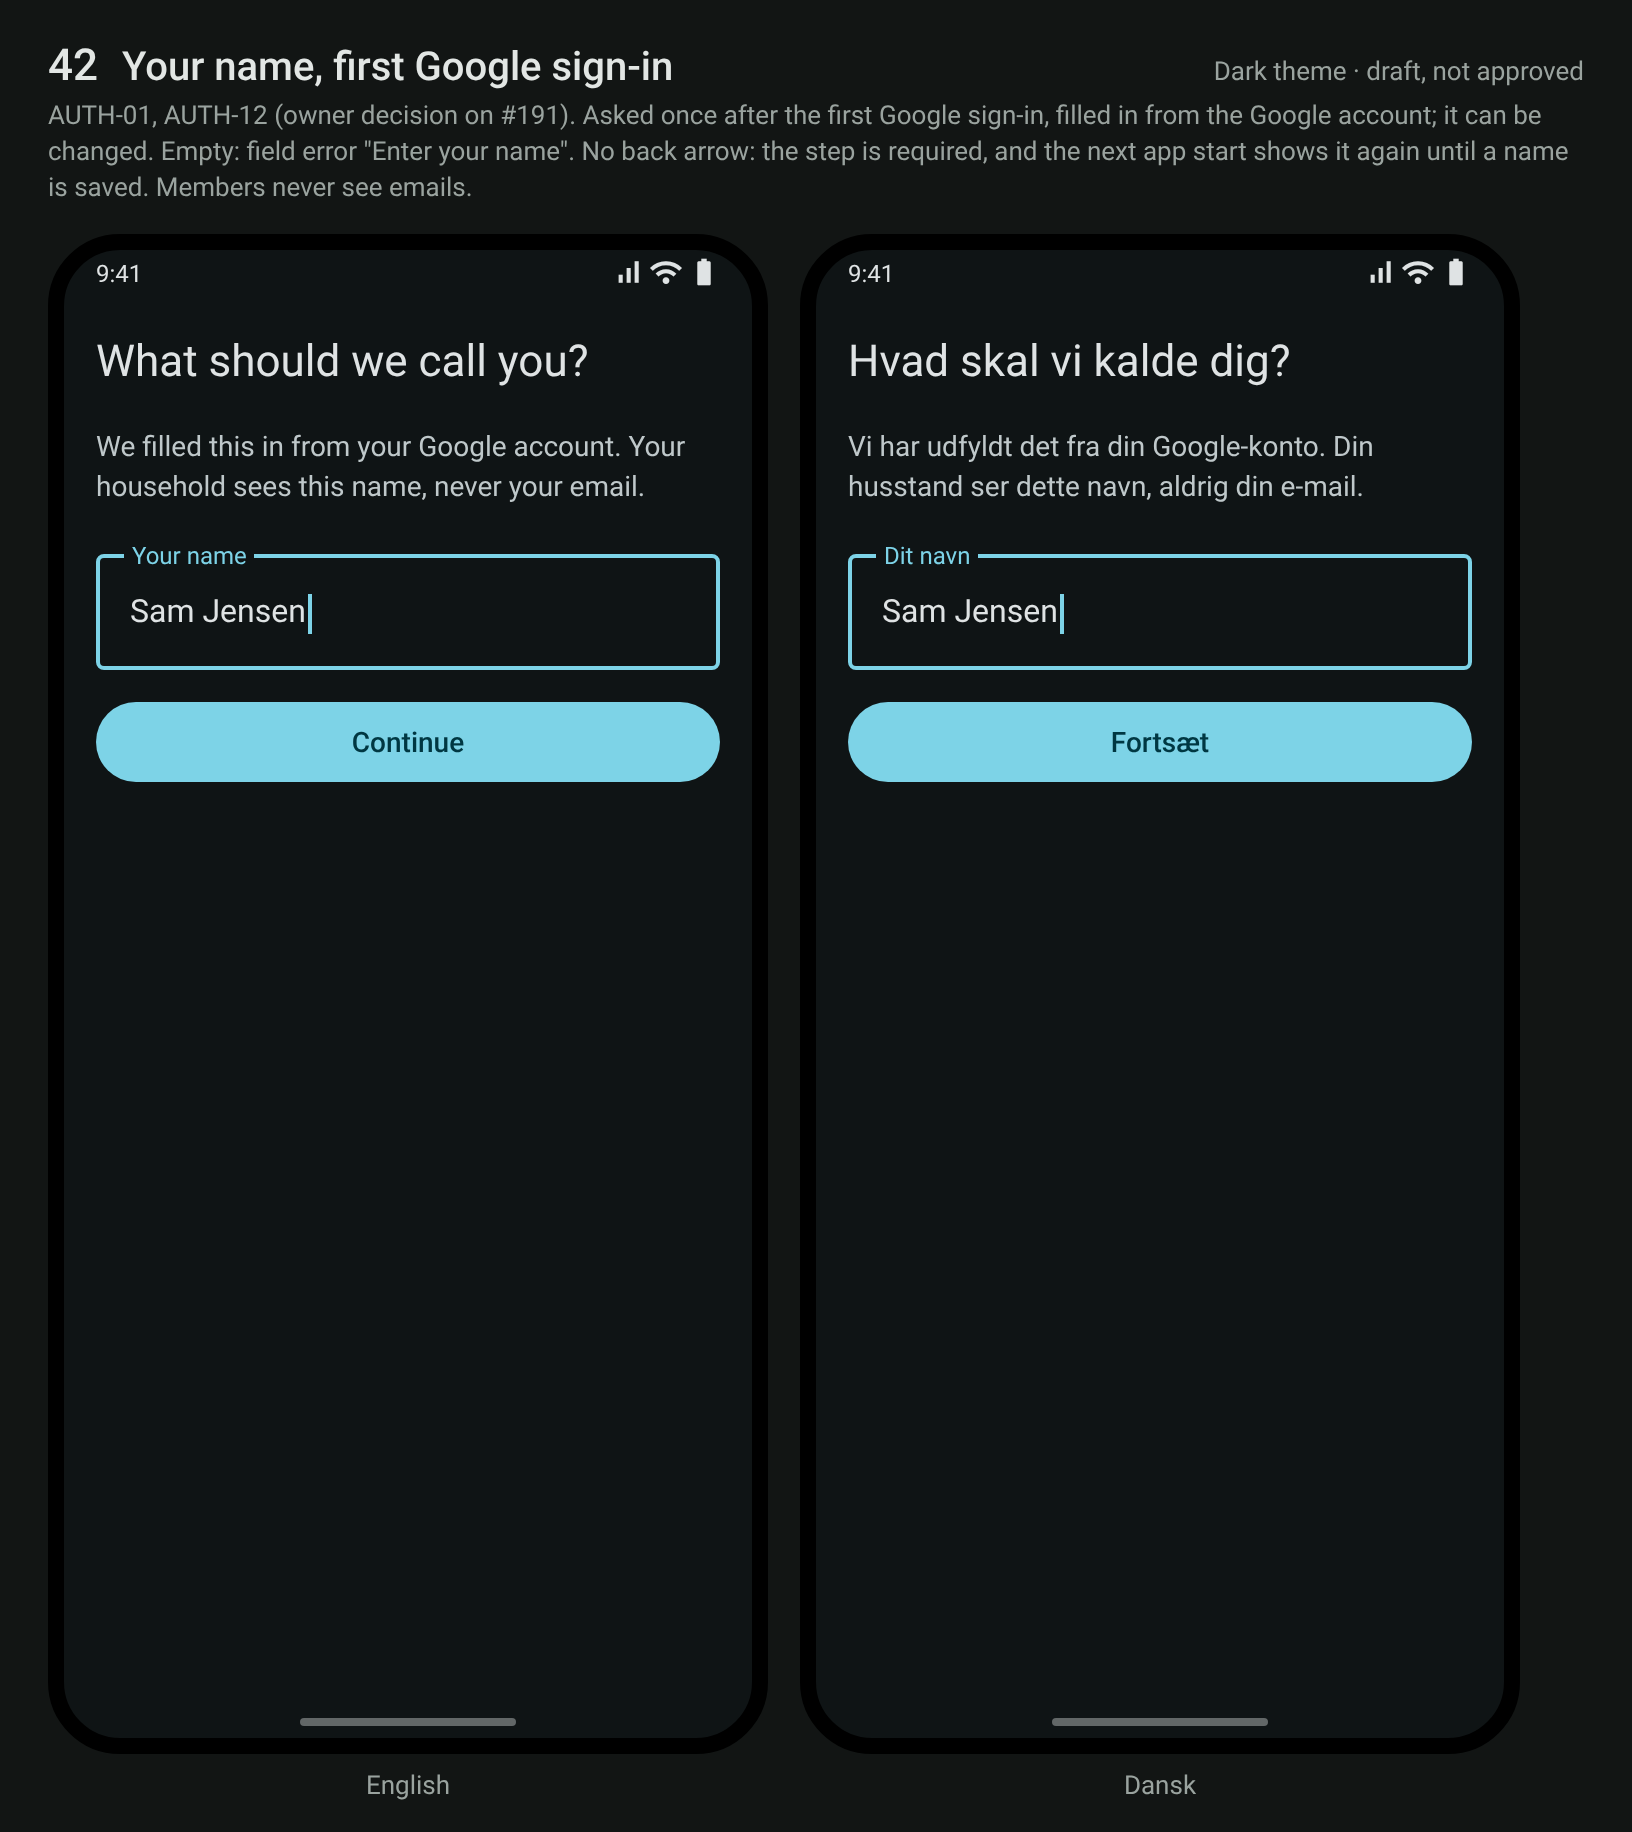 42 Your name, first Google sign-in
Dark theme · draft, not approved
AUTH-01, AUTH-12 (owner decision on #191). Asked once after the first Google sign-in, filled in from the Google account; it can be
changed. Empty: field error "Enter your name". No back arrow: the step is required, and the next app start shows it again until a name
is saved. Members never see emails.
9:41
What should we call you?
We filled this in from your Google account. Your
household sees this name, never your email.
Your name
Sam Jensen
Continue
English
9:41
Hvad skal vi kalde dig?
Vi har udfyldt det fra din Google-konto. Din
husstand ser dette navn, aldrig din e-mail.
Dit navn
Sam Jensen
Fortsæt
Dansk